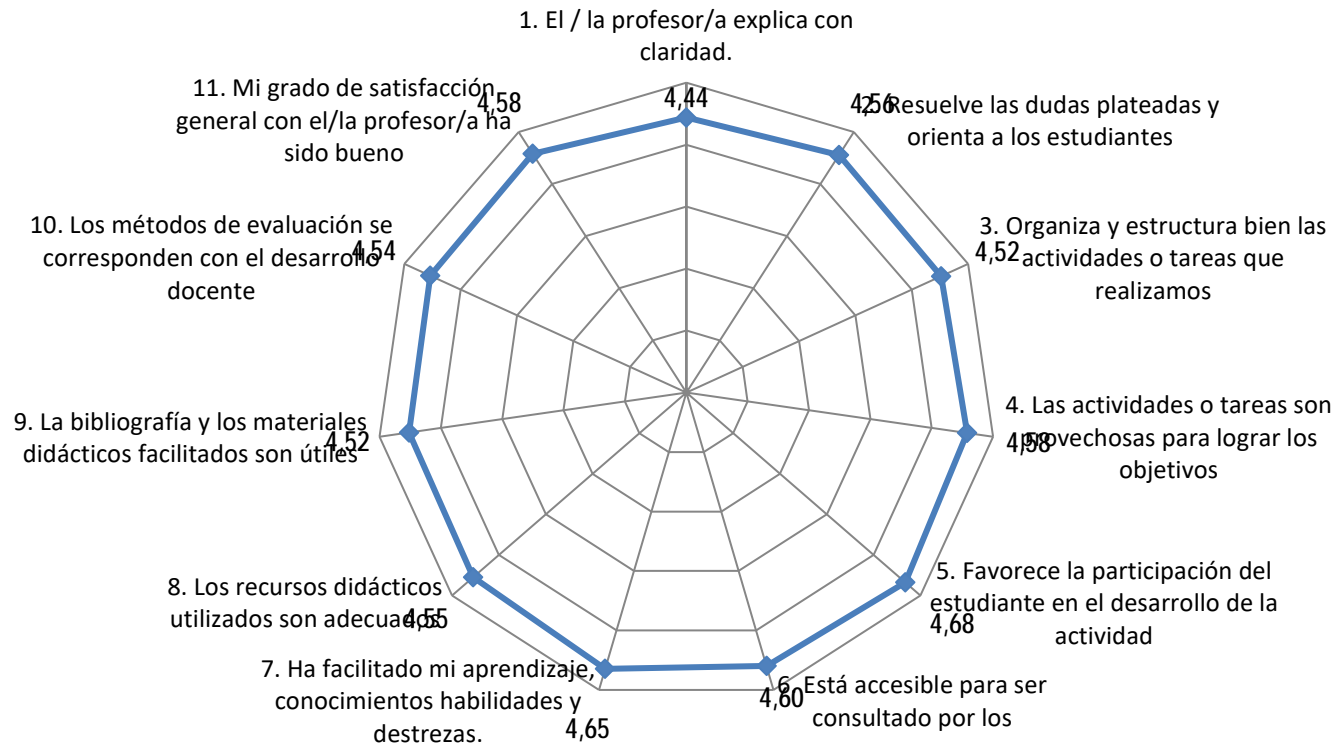 1. El / la profesor/a explica con
claridad.
4,44
4,56
2. Resuelve las dudas plateadas y
orienta a los estudiantes
3. Organiza y estructura bien las
4,52
actividades o tareas que
realizamos
4. Las actividades o tareas son
4,58
provechosas para lograr los
objetivos
5. Favorece la participación del
estudiante en el desarrollo de la
4,68
actividad
6. Está accesible para ser
4,60
consultado por los
7. Ha facilitado mi aprendizaje,
conocimientos habilidades y
destrezas.
4,65
8. Los recursos didácticos
utilizados son adecuados
4,55
9. La bibliografía y los materiales
didácticos facilitados son útiles
4,52
10. Los métodos de evaluación se
corresponden con el desarrollo
docente
4,54
11. Mi grado de satisfacción
general con el/la profesor/a ha
sido bueno
4,58